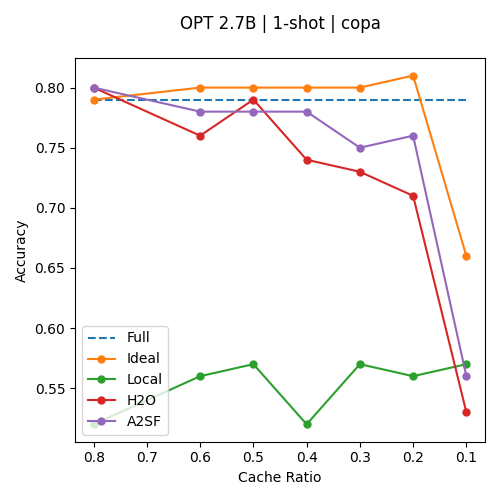 OPT 2.7B | 1-shot | copa
Accuracy
0.80
0.75
0.70
0.65
0.60
0.55
Full
Ideal
Local
H2O
A2SF
0.8 0.7 0.6 0.5 0.4 0.3 0.2 0.1
Cache Ratio